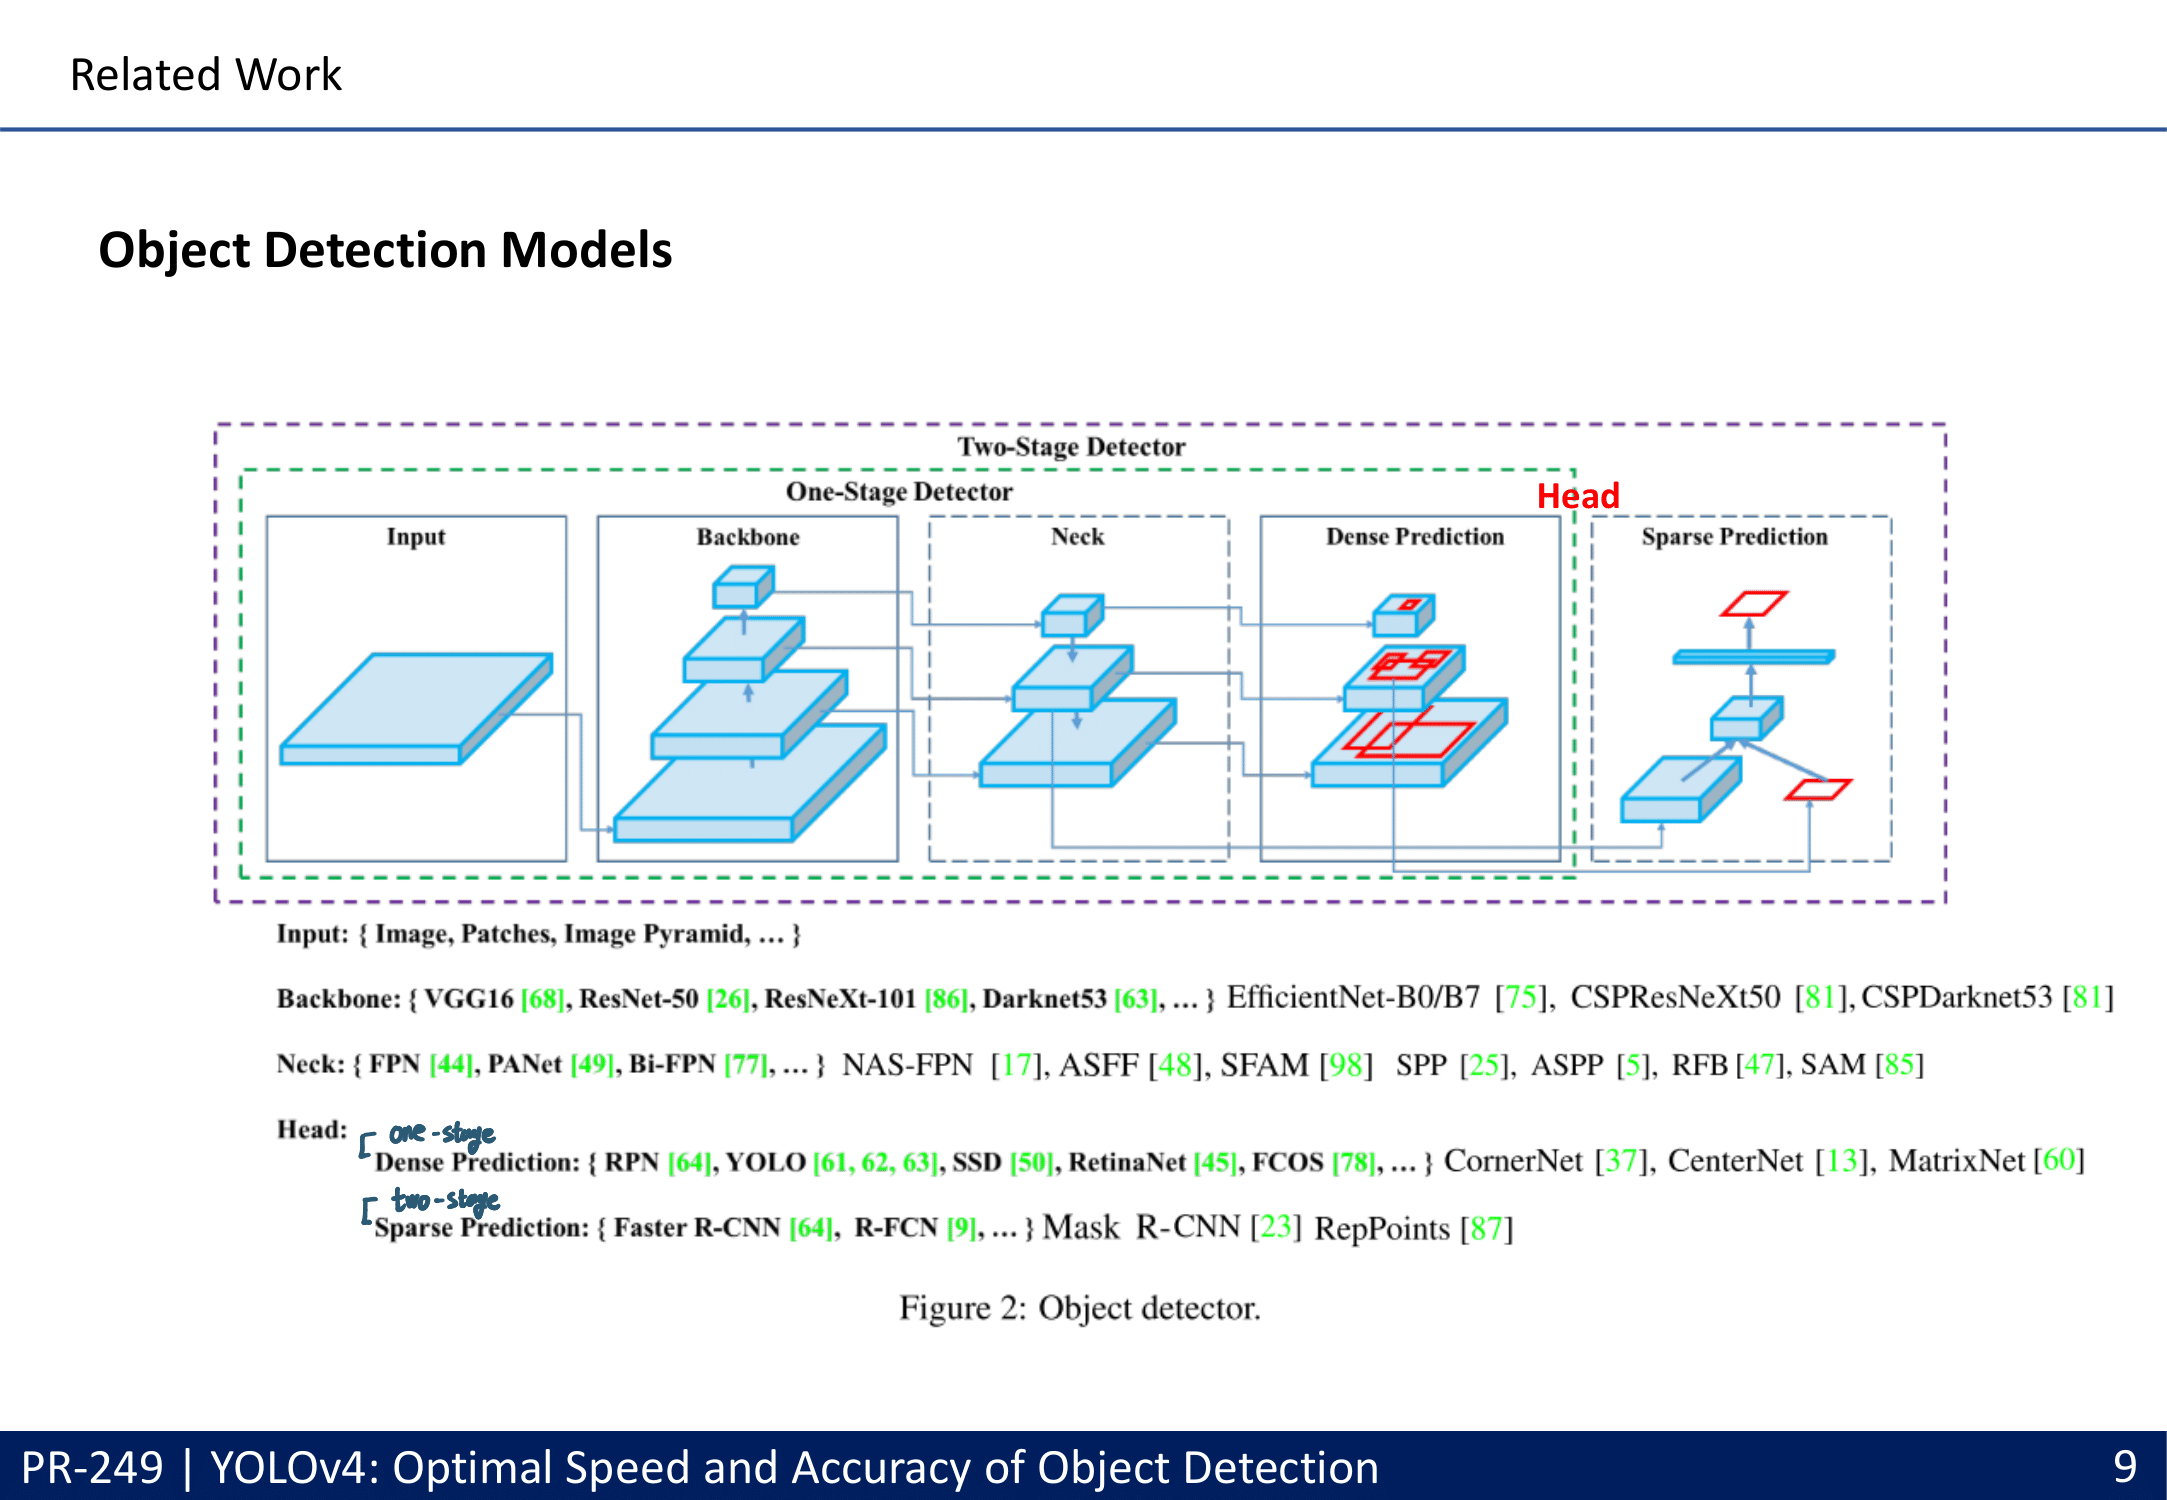 Related Work
Object Detection Models
Two-Stage Detector
One-Stage Detector
Head
Input
Backbone
Neck
Dense Prediction
Sparse Prediction
Input: { Image, Patches, Image Pyramid, ... }
Backbone: { VGG16 [68], ResNet-50 [26], ResNeXt-101 [86], Darknet53 [63], ... } EfficientNet-B0/B7 [75], CSPResNeXt50 [81], CSPDarknet53 [81]
Neck: { FPN [44], PANet [49], Bi-FPN [77], ... } NAS-FPN [17], ASFF [48], SFAM [98] SPP [25], ASPP [5], RFB [47], SAM [85]
Head:
one-stage
Dense Prediction: { RPN [64], YOLO [61, 62, 63], SSD [50], RetinaNet [45], FCOS [78], ... } CornerNet [37], CenterNet [13], MatrixNet [60]
two-stage
Sparse Prediction: { Faster R-CNN [64], R-FCN [9], ... } Mask R-CNN [23] RepPoints [87]
Figure 2: Object detector.
PR-249 | YOLOv4: Optimal Speed and Accuracy of Object Detection
9